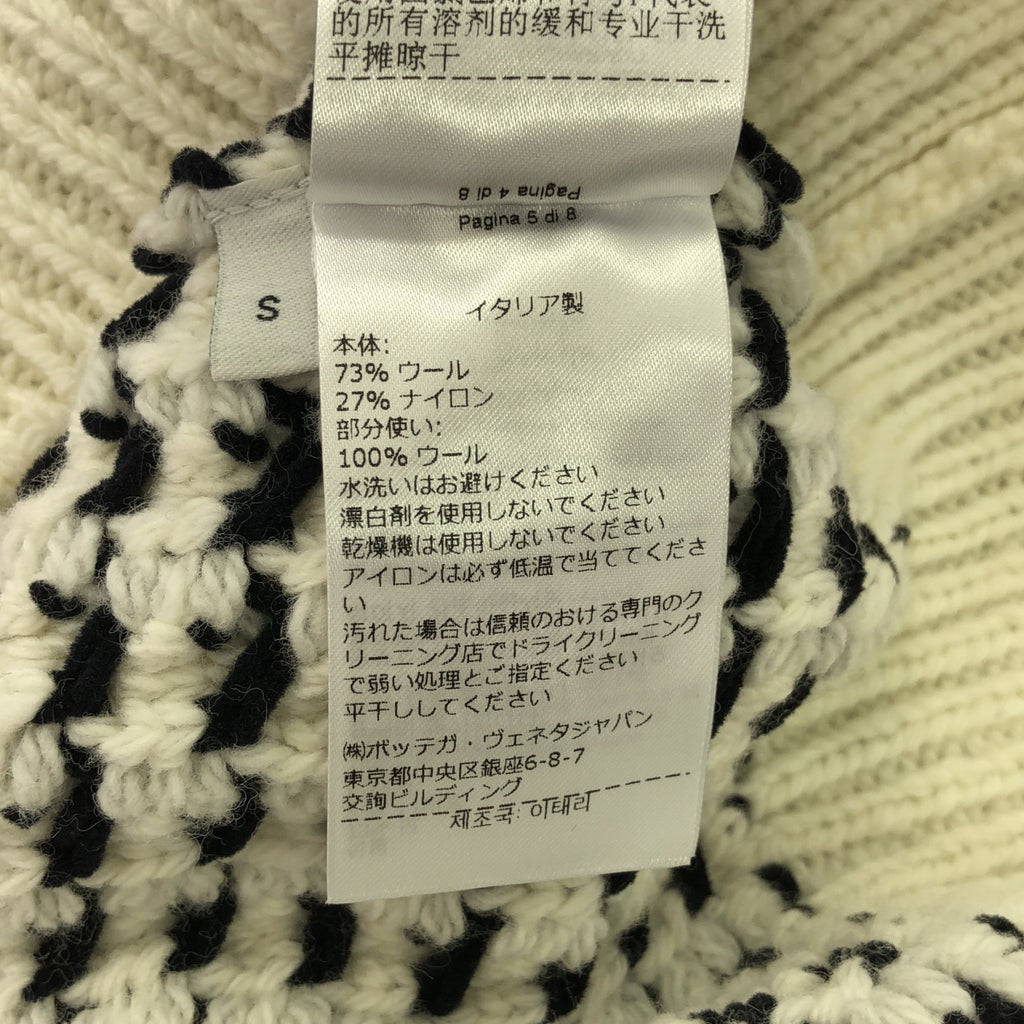 的所有溶剂的缓和专业干洗
平摊晾干
Pagina 4 di 8
Pagina 5 di 8
S
イタリア製
本体:
73% ウール
27% ナイロン
部分使い:
100% ウール
水洗いはお避けください
漂白剤を使用しないでください
乾燥機は使用しないでください
アイロンは必ず低温で当ててくださ
い
汚れた場合は信頼のおける専門のク
リーニング店でドライクリーニング
で弱い処理とご指定ください
平干ししてください
㈱ボッテガ・ヴェネタジャパン
東京都中央区銀座6-8-7
交詢ビルディング
제조국: 이태리